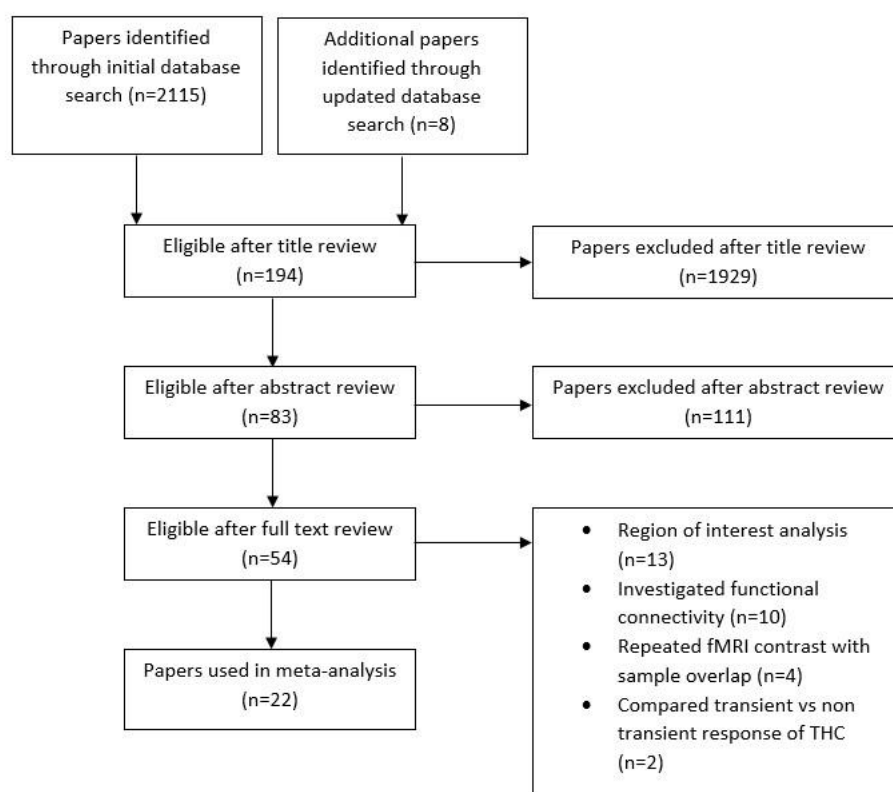 Papers identified
through initial database
search (n=2115)
Additional papers
identified through
updated database
search (n=8)
Eligible after title review
(n=194)
Papers excluded after title review
(n=1929)
Eligible after abstract review
(n=83)
Papers excluded after abstract review
(n=111)
Eligible after full text review
(n=54)
• Region of interest analysis
(n=13)
• Investigated functional
connectivity (n=10)
• Repeated fMRI contrast with
sample overlap (n=4)
• Compared transient vs non
transient response of THC
(n=2)
Papers used in meta-analysis
(n=22)